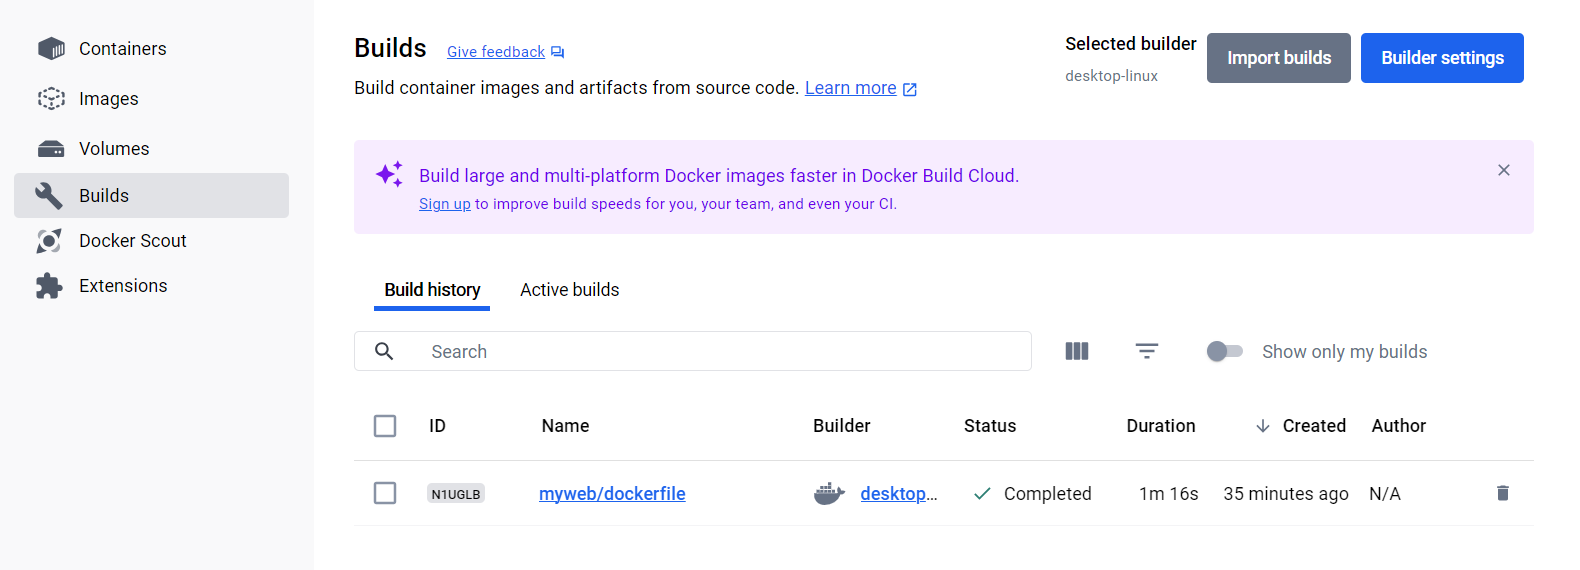 Containers
Images
Volumes
Builds
Docker Scout
Extensions
Builds Give feedback
Build container images and artifacts from source code. Learn more
Selected builder
desktop-linux
Import builds
Builder settings
Build large and multi-platform Docker images faster in Docker Build Cloud.
Sign up to improve build speeds for you, your team, and even your CI.
Build history Active builds
Search Show only my builds
ID Name Builder Status Duration Created Author
N1UGLB myweb/dockerfile desktop... Completed 1m 16s 35 minutes ago N/A